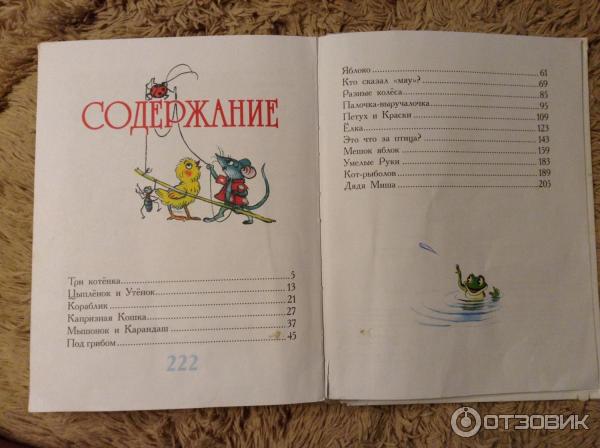 СОДЕРЖАНИЕ
Три котёнка 5
Цыплёнок и Утёнок 13
Кораблик 21
Капризная Кошка 27
Мышонок и Карандаш 37
Под грибом 45
222
Яблоко 61
Кто сказал «мяу»? 69
Разные колёса 85
Палочка-выручалочка 95
Петух и Краски 109
Ёлка 123
Это что за птица? 143
Мешок яблок 159
Умелые Руки 183
Кот-рыболов 189
Дядя Миша 203
ОТЗОВИК